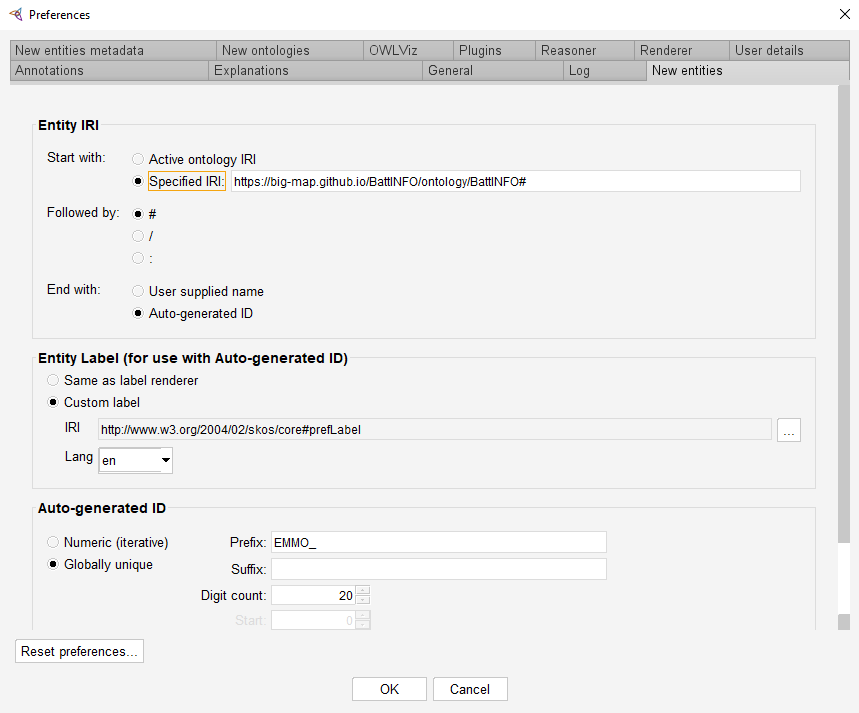 Preferences
New entities metadata New ontologies OWLViz Plugins Reasoner Renderer User details
Annotations Explanations General Log New entities
Entity IRI
Start with: Active ontology IRI
Specified IRI: https://big-map.github.io/BattINFO/ontology/BattINFO#
Followed by: #
/
:
End with: User supplied name
Auto-generated ID
Entity Label (for use with Auto-generated ID)
Same as label renderer
Custom label
IRI http://www.w3.org/2004/02/skos/core#prefLabel ...
Lang en
Auto-generated ID
Numeric (iterative) Prefix: EMMO_
Globally unique Suffix:
Digit count: 20
Start: 0
Reset preferences...
OK Cancel